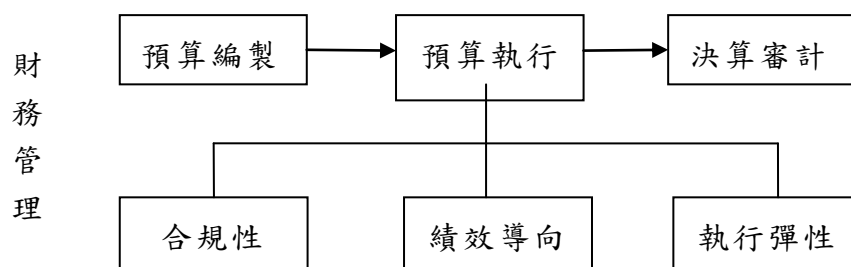 財務管理
預算編製
預算執行
決算審計
合規性
績效導向
執行彈性